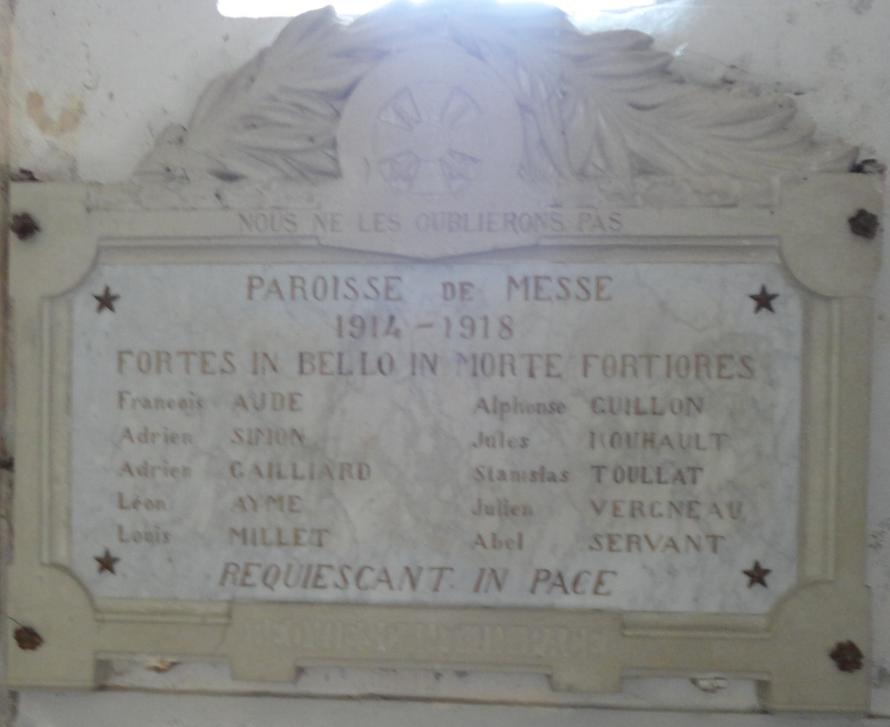 NOUS NE LES OUBLIERONS PAS
PAROISSE DE MESSE
1914-1918
FORTES IN BELLO IN MORTE FORTIORES
François AUDE Alphonse GUILLON
Adrien SIMON Jules ROUHAULT
Adrien GAILLIARD Stanislas TOULLAT
Léon AYME Julien VERGNEAU
Louis MILLET Abel SERVANT
REQUIESCANT IN PACE
PACE